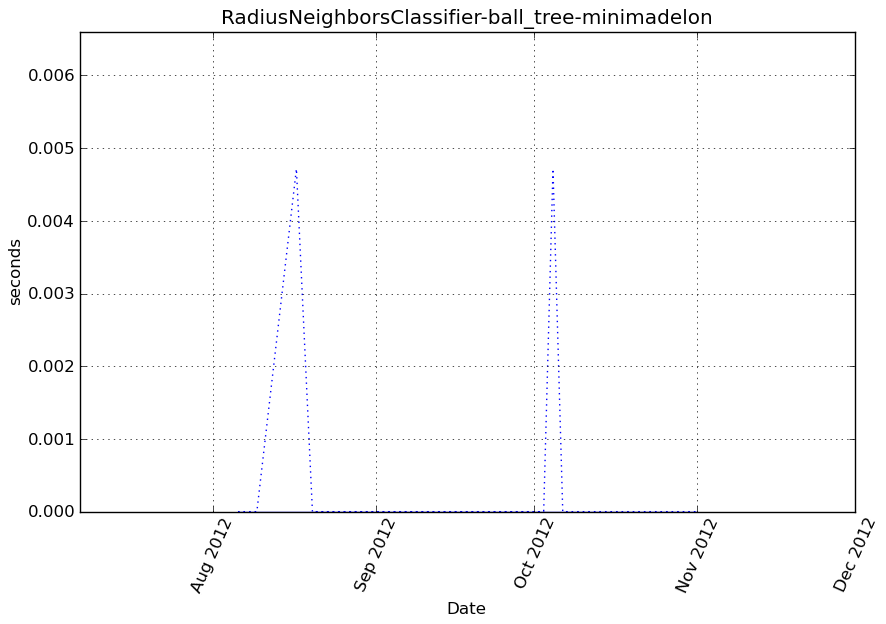 RadiusNeighborsClassifier-ball_tree-minimadelon
0.006
0.005
0.004
0.003
0.002
0.001
0.000
seconds
Aug 2012
Sep 2012
Oct 2012
Nov 2012
Dec 2012
Date